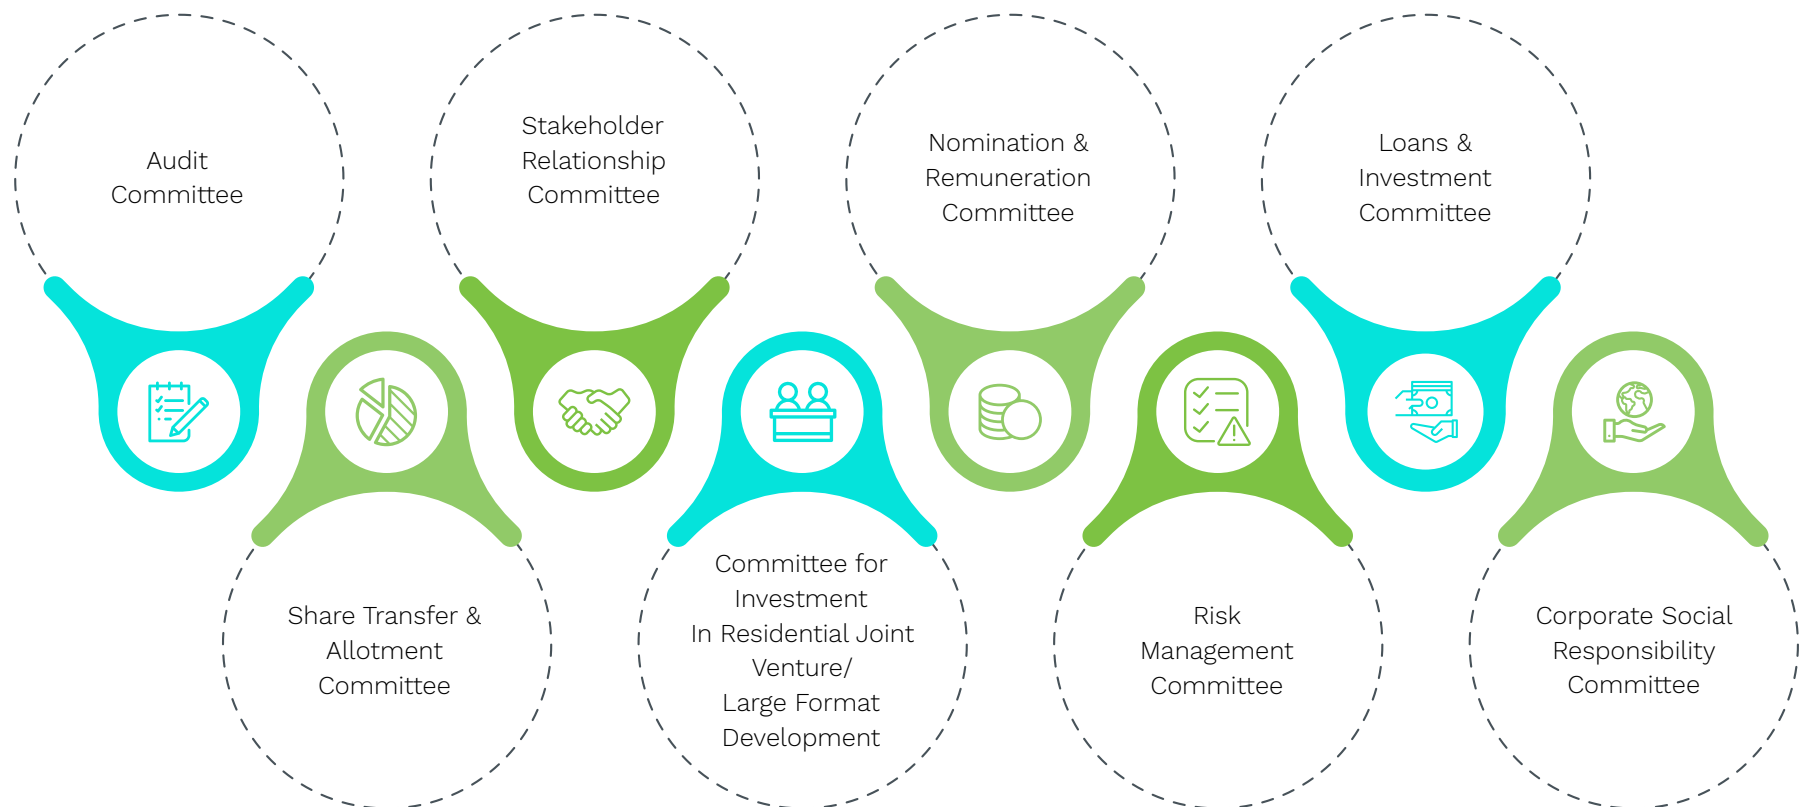 Audit
Committee
Stakeholder
Relationship
Committee
Nomination &
Remuneration
Committee
Loans &
Investment
Committee
Share Transfer &
Allotment
Committee
Committee for
Investment
In Residential Joint
Venture/
Large Format
Development
Risk
Management
Committee
Corporate Social
Responsibility
Committee